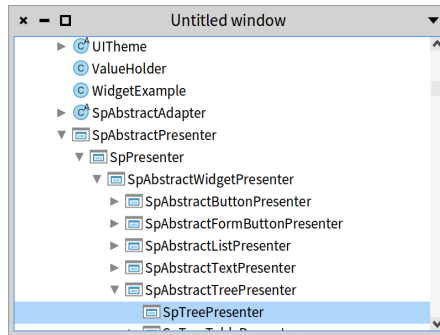 Untitled window
UITheme
ValueHolder
WidgetExample
SpAbstractAdapter
SpAbstractPresenter
SpPresenter
SpAbstractWidgetPresenter
SpAbstractButtonPresenter
SpAbstractFormButtonPresenter
SpAbstractListPresenter
SpAbstractTextPresenter
SpAbstractTreePresenter
SpTreePresenter